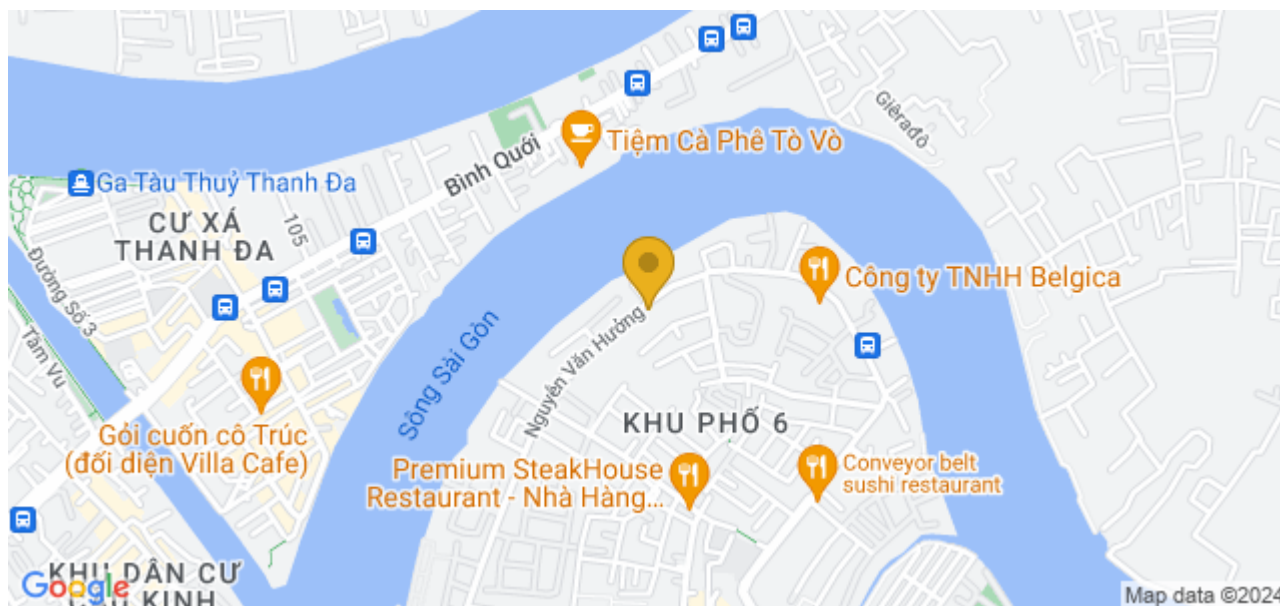 Giêrađô
Tiệm Cà Phê Tò Vò
Bình Quới
Ga Tàu Thuỷ Thanh Đa
CƯ XÁ
THANH ĐA
105
Đường Số 3
Tầm Vu
Công ty TNHH Belgica
Sông Sài Gòn
Nguyễn Văn Hưởng
KHU PHỐ 6
Gỏi cuốn cô Trúc
(đối diện Villa Cafe)
Premium SteakHouse
Restaurant - Nhà Hàng...
Conveyor belt
sushi restaurant
KHU DÂN CƯ
KINH
Google
Map data ©2024